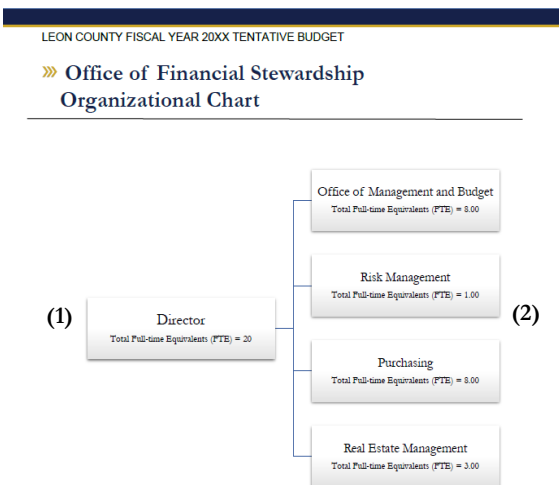 LEON COUNTY FISCAL YEAR 20XX TENTATIVE BUDGET
»» Office of Financial Stewardship
Organizational Chart
Office of Management and Budget
Total Full-time Equivalents (FTE) = 8.00
Risk Management
Total Full-time Equivalents (FTE) = 1.00
(1)
Director
Total Full-time Equivalents (FTE) = 20
(2)
Purchasing
Total Full-time Equivalents (FTE) = 8.00
Real Estate Management
Total Full-time Equivalents (FTE) = 3.00